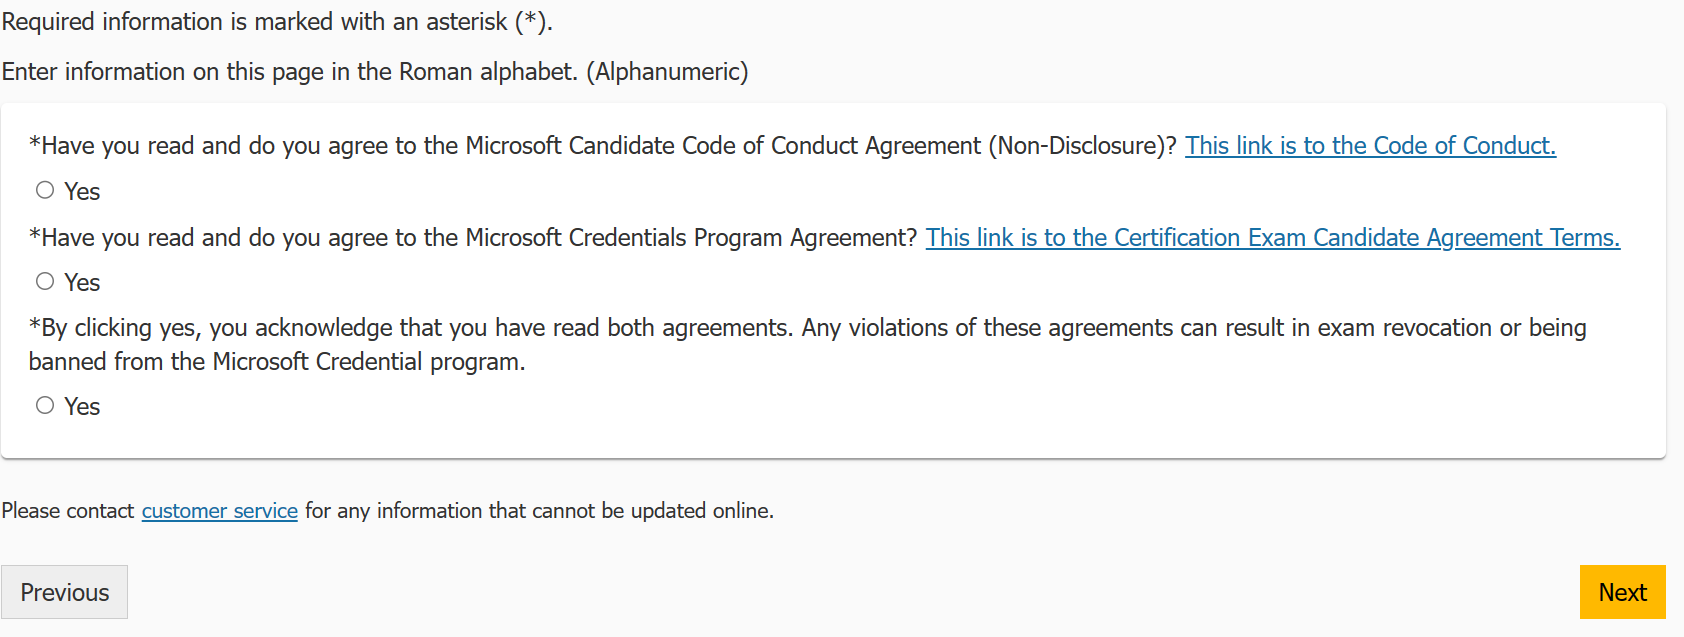 Required information is marked with an asterisk (*).
Enter information on this page in the Roman alphabet. (Alphanumeric)
*Have you read and do you agree to the Microsoft Candidate Code of Conduct Agreement (Non-Disclosure)? This link is to the Code of Conduct.
Yes
*Have you read and do you agree to the Microsoft Credentials Program Agreement? This link is to the Certification Exam Candidate Agreement Terms.
Yes
*By clicking yes, you acknowledge that you have read both agreements. Any violations of these agreements can result in exam revocation or being
banned from the Microsoft Credential program.
Yes
Please contact customer service for any information that cannot be updated online.
Previous
Next